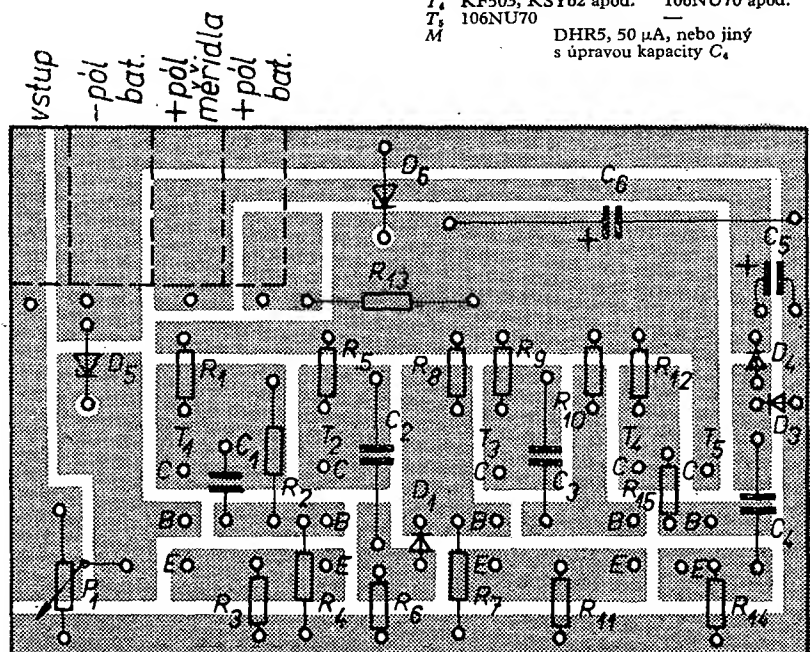 T₄ KF505, KSY62 apod. 106NU70 apod.
T₅ 106NU70 —
M DHR5, 50 µA, nebo jiný
s úpravou kapacity C₄
vstup
−pól bat.
+pól měřidla
+pól bat.
D₆
C₆
+
C₅
+
R₁₃
D₅
R₁
R₅
R₈
R₉
R₁₀
R₁₂
D₄
D₃
T₁
C₁
T₂
C₂
T₃
T₄
T₅
C
C
C
C
C
R₂
C₃
R₁₅
D₁
C₄
B
B
B
B
B
E
E
E
E
E
P₁
R₃
R₄
R₆
R₇
R₁₁
R₁₄